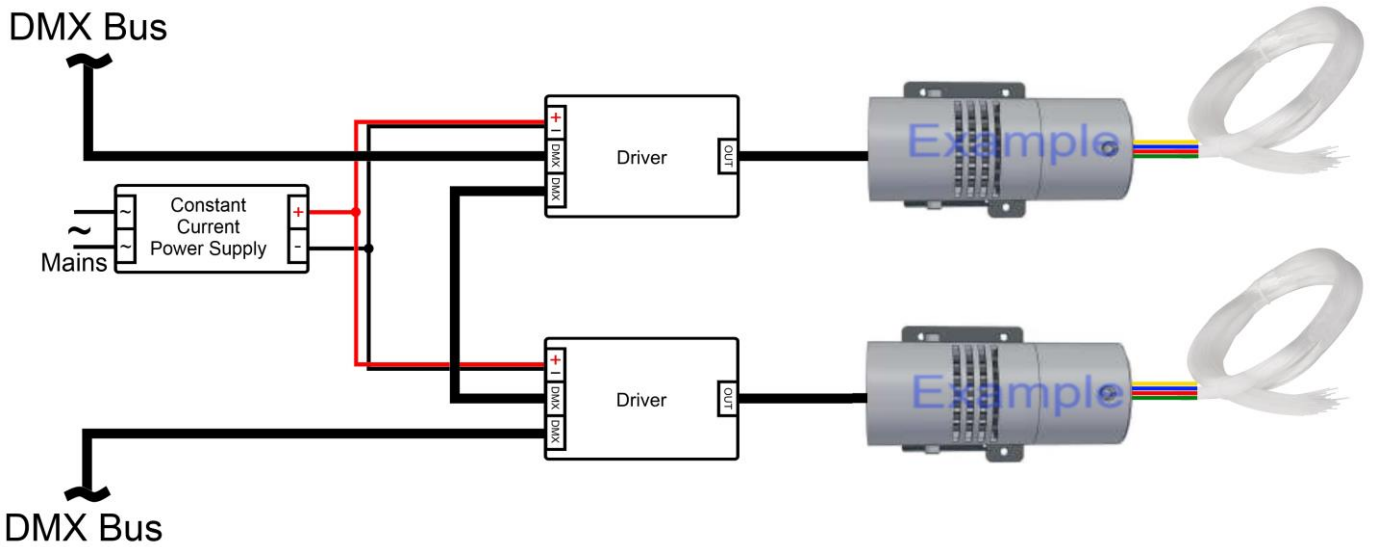 DMX Bus
+
–
DMX
DMX
Driver
OUT
Example
~
~
Constant
Current
Power Supply
+
-
~
Mains
+
–
DMX
DMX
Driver
OUT
Example
DMX Bus